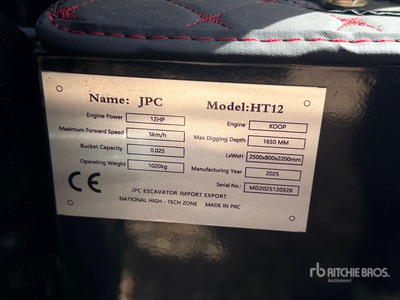 Name: JPC Model:HT12
Engine Power 12HP Engine KOOP
Maximum Forward Speed 5km/h Max Digging Depth 1650 MM
Bucket Capacity 0.025 LxWxH 2500x800x2200mm
Operating Weight 1020kg Manufacturing Year 2025
CE Serial No.: MD2025120326
JPC ESCAVATOR IMPORT EXPORT
NATIONAL HIGH - TECH ZONE MADE IN PRC
rb RITCHIE BROS.
Auctioneers